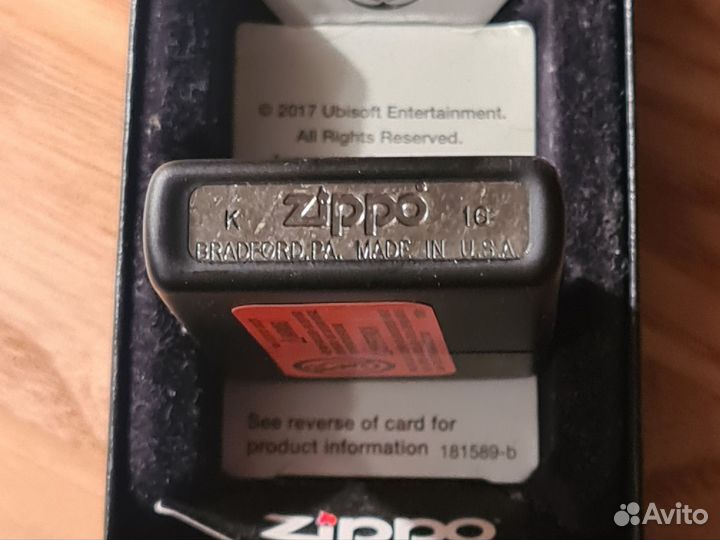 © 2017 Ubisoft Entertainment.
All Rights Reserved.
K zippo® 16
BRADFORD, PA. MADE IN U.S.A.
See reverse of card for
product information 181589-b
zippo
Avito